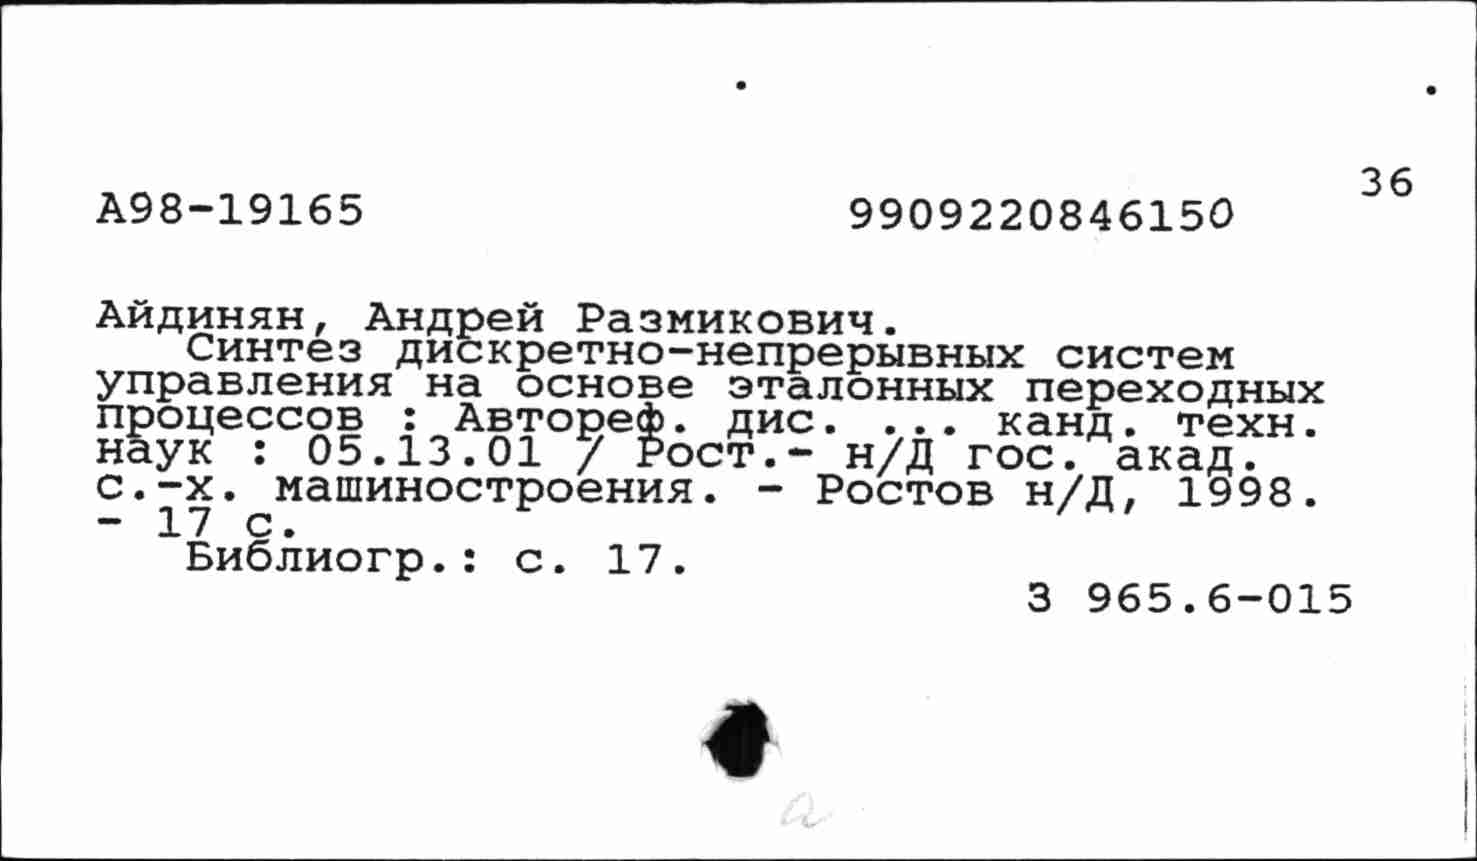 36
А98-19165 9909220846150
Айдинян, Андрей Размикович.
Синтез дискретно-непрерывных систем
управления на основе эталонных переходных
процессов : Автореф. дис. ... канд. техн.
наук : 05.13.01 / Рост.- н/Д гос. акад.
с.-х. машиностроения. - Ростов н/Д, 1998.
- 17 с.
Библиогр.: с. 17.
З 965.6-015
a